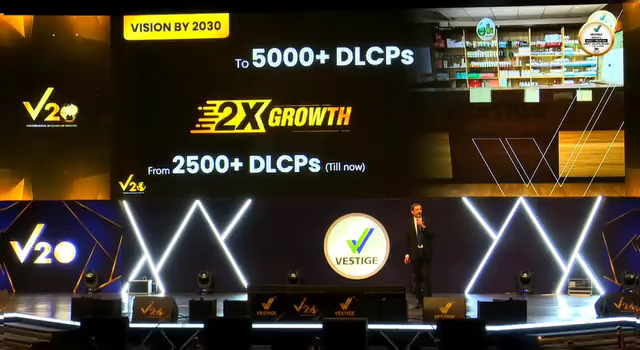 VISION BY 2030
To 5000+ DLCPs
2X GROWTH
From 2500+ DLCPs (Till now)
V20
V20
V20
VESTIGE
VESTIGE
V20
VESTIGE